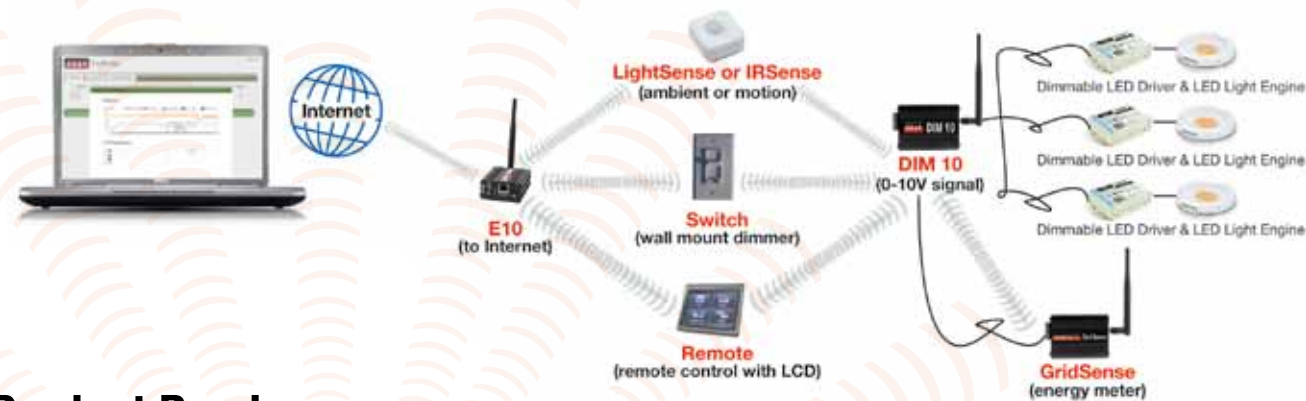 Internet
LightSense or IRSense
(ambient or motion)
E10
(to Internet)
Switch
(wall mount dimmer)
Remote
(remote control with LCD)
DIM 10
DIM 10
(0-10V signal)
Dimmable LED Driver & LED Light Engine
Dimmable LED Driver & LED Light Engine
Dimmable LED Driver & LED Light Engine
GridSense
(energy meter)